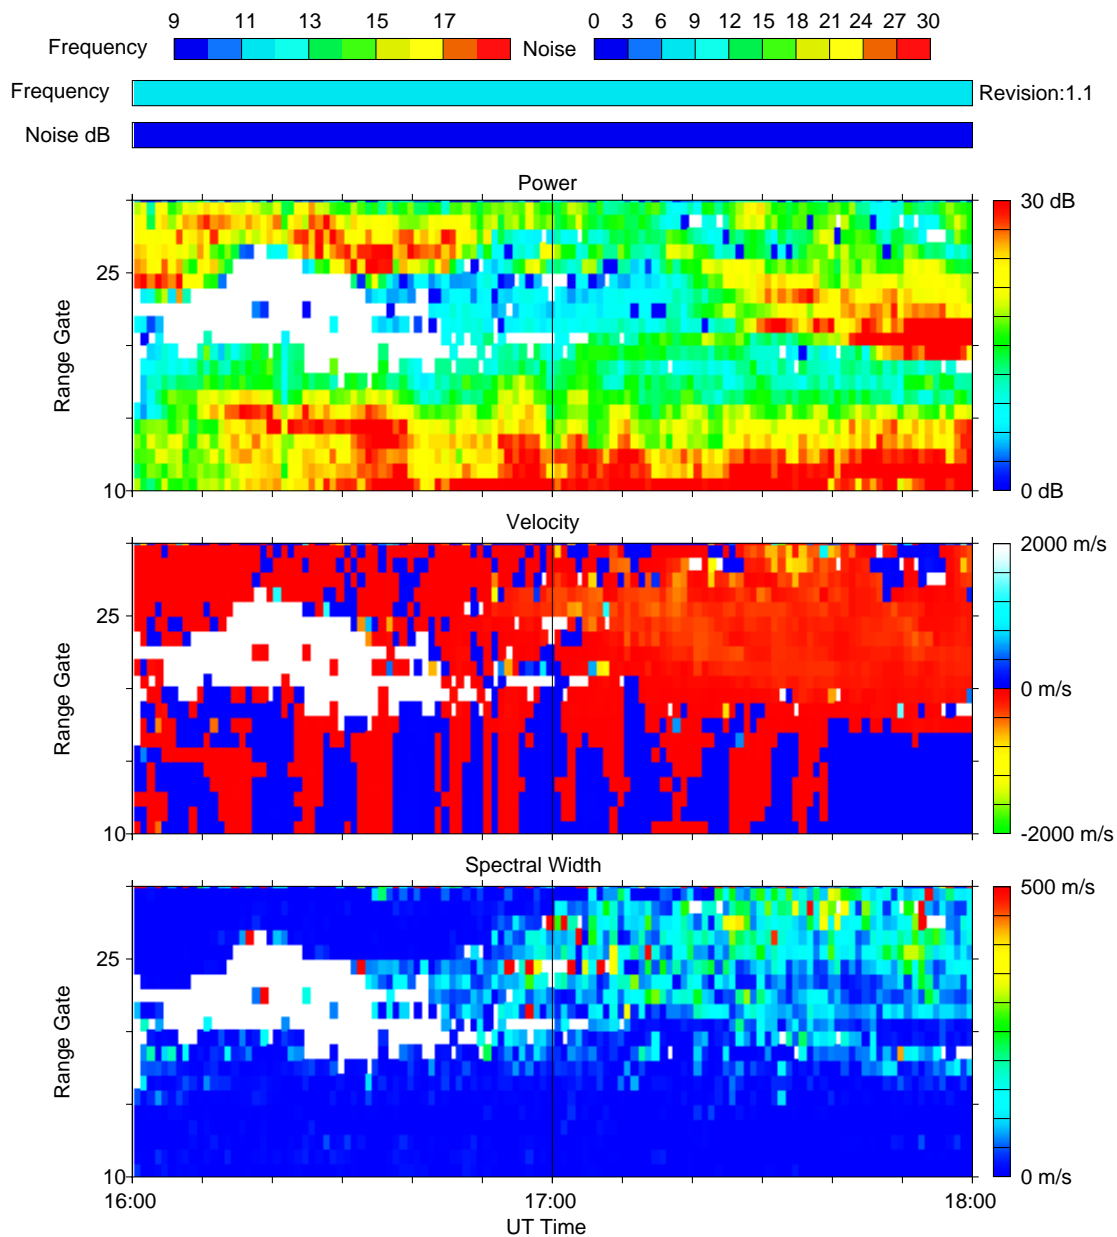 9 11 13 15 17 0 3 6 9 12 15 18 21 24 27 30
Frequency Noise
Frequency Revision:1.1
Noise dB
Power
30 dB
25
Range Gate
10 0 dB
Velocity
2000 m/s
25
0 m/s
Range Gate
10 -2000 m/s
Spectral Width
500 m/s
25
Range Gate
10 0 m/s
16:00 17:00 18:00
UT Time